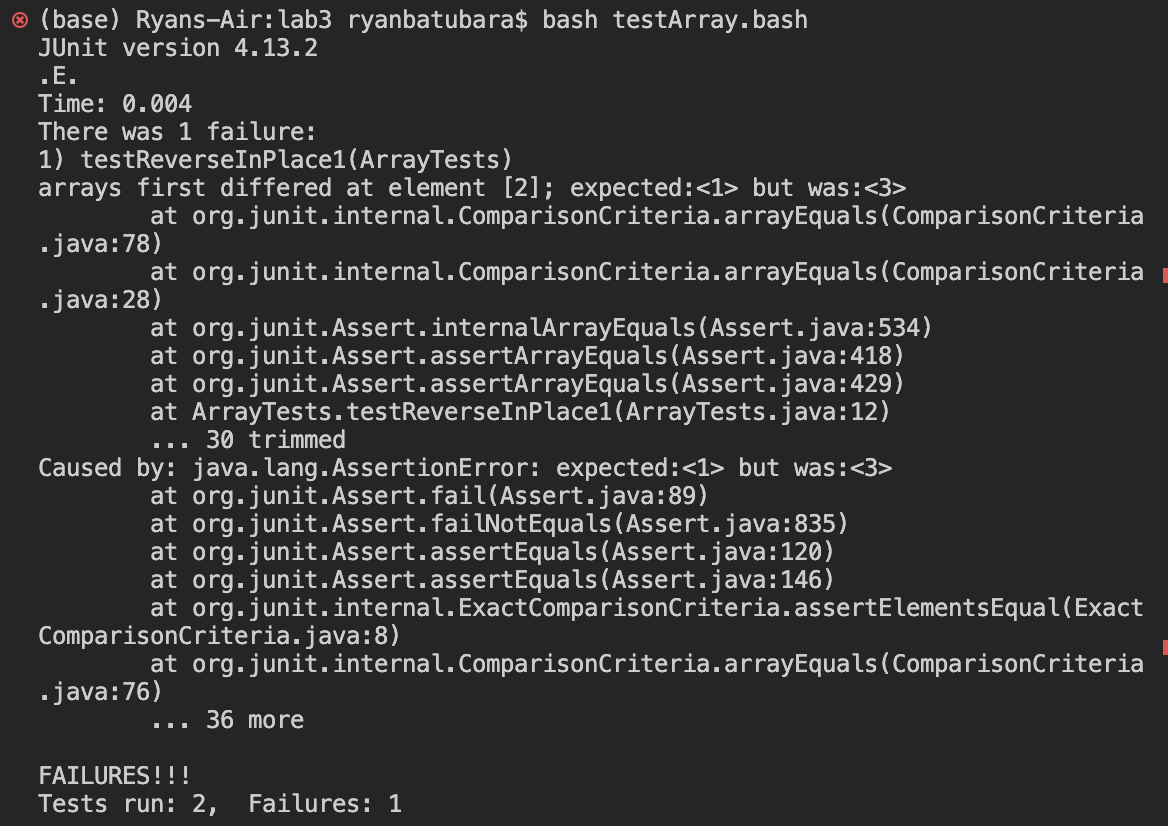 (base) Ryans-Air:lab3 ryanbatubara$ bash testArray.bash
JUnit version 4.13.2
.E.
Time: 0.004
There was 1 failure:
1) testReverseInPlace1(ArrayTests)
arrays first differed at element [2]; expected:<1> but was:<3>
        at org.junit.internal.ComparisonCriteria.arrayEquals(ComparisonCriteria
.java:78)
        at org.junit.internal.ComparisonCriteria.arrayEquals(ComparisonCriteria
.java:28)
        at org.junit.Assert.internalArrayEquals(Assert.java:534)
        at org.junit.Assert.assertArrayEquals(Assert.java:418)
        at org.junit.Assert.assertArrayEquals(Assert.java:429)
        at ArrayTests.testReverseInPlace1(ArrayTests.java:12)
        ... 30 trimmed
Caused by: java.lang.AssertionError: expected:<1> but was:<3>
        at org.junit.Assert.fail(Assert.java:89)
        at org.junit.Assert.failNotEquals(Assert.java:835)
        at org.junit.Assert.assertEquals(Assert.java:120)
        at org.junit.Assert.assertEquals(Assert.java:146)
        at org.junit.internal.ExactComparisonCriteria.assertElementsEqual(Exact
ComparisonCriteria.java:8)
        at org.junit.internal.ComparisonCriteria.arrayEquals(ComparisonCriteria
.java:76)
        ... 36 more

FAILURES!!!
Tests run: 2,  Failures: 1